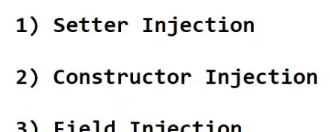 1) Setter Injection
2) Constructor Injection
3) Field Injection